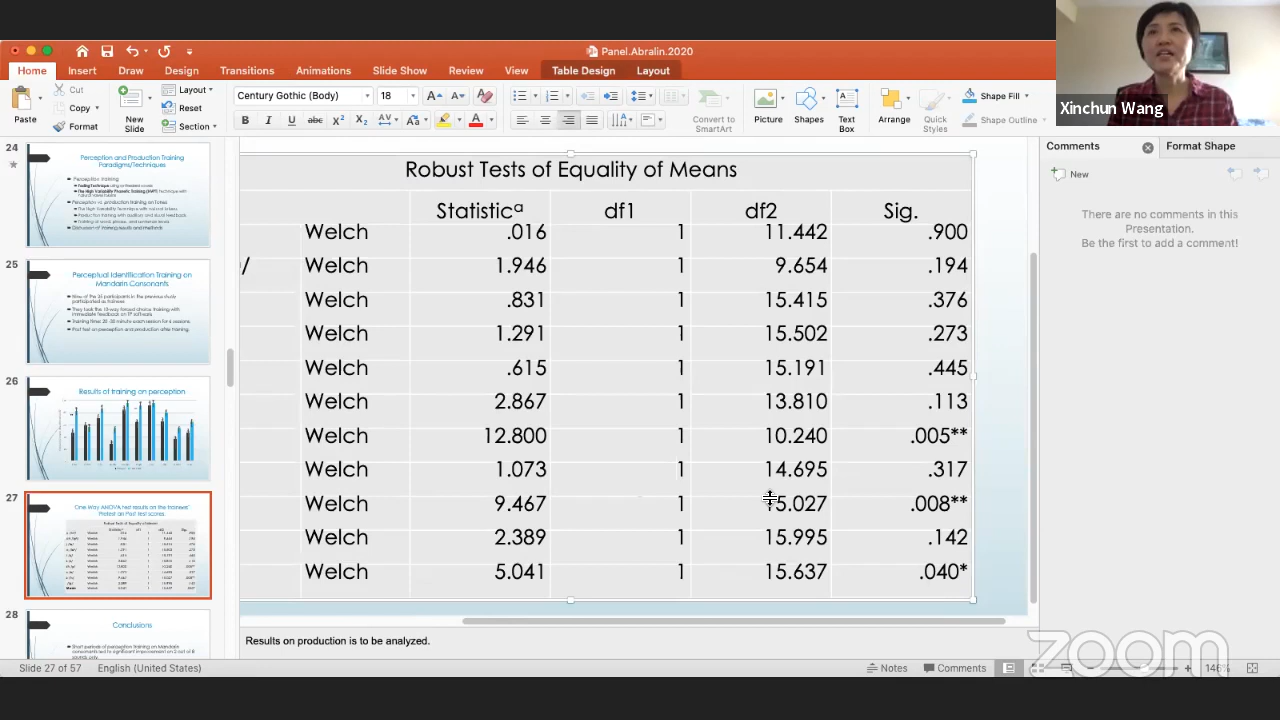 Panel.Abralin.2020
Home Insert Draw Design Transitions Animations Slide Show Review View Table Design Layout
Paste Cut Copy Format New Slide Layout Reset Section Century Gothic (Body) 18 Convert to SmartArt Picture Shapes Text Box Arrange Quick Styles Shape Fill Shape Outline
Xinchun Wang
Comments Format Shape
New
There are no comments in this
Presentation.
Be the first to add a comment!
24
Perception and Production Training
Paradigms/Techniques
25
Perceptual Identification Training on
Mandarin Consonants
26
Results of training on perception
27
One Way ANOVA test results on the trainees'
Pretest an Post test scores
28
Conclusions
Robust Tests of Equality of Means
Statisticᵃ df1 df2 Sig.
Welch .016 1 11.442 .900
/ Welch 1.946 1 9.654 .194
Welch .831 1 15.415 .376
Welch 1.291 1 15.502 .273
Welch .615 1 15.191 .445
Welch 2.867 1 13.810 .113
Welch 12.800 1 10.240 .005**
Welch 1.073 1 14.695 .317
Welch 9.467 1 15.027 .008**
Welch 2.389 1 15.995 .142
Welch 5.041 1 15.637 .040*
Results on production is to be analyzed.
Slide 27 of 57 English (United States) Notes Comments 146%
zoom